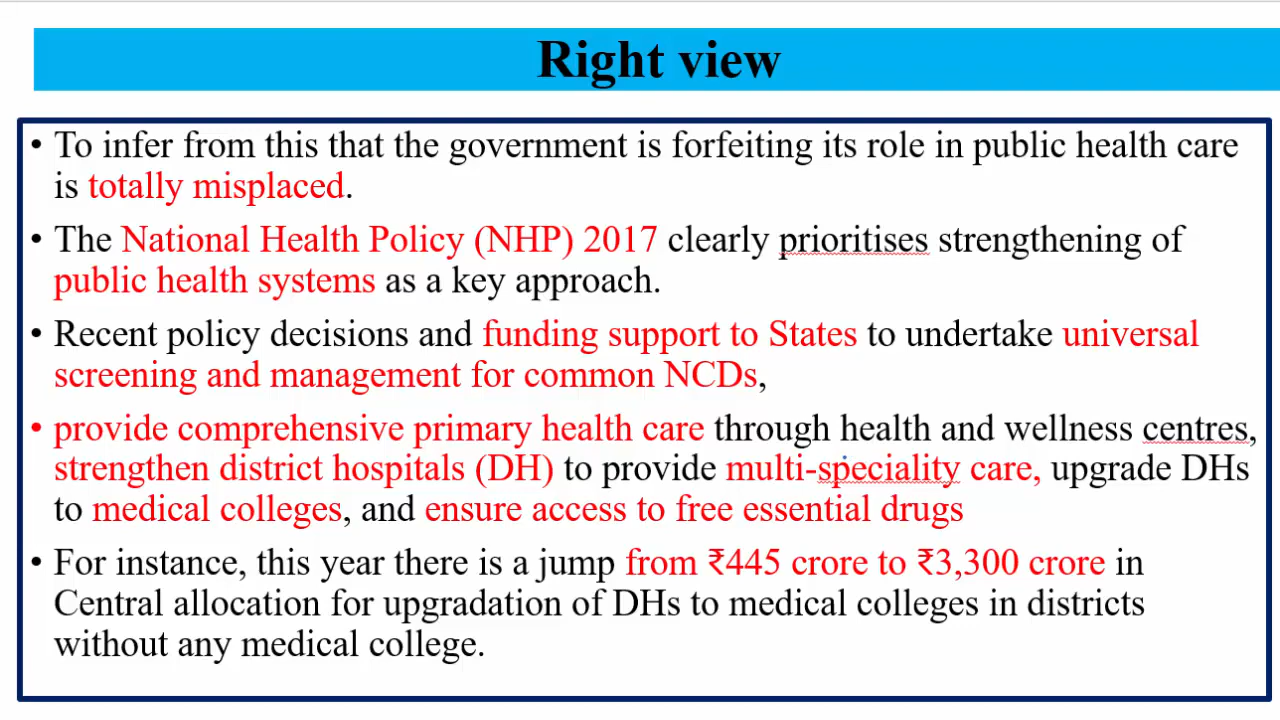 Right view
• To infer from this that the government is forfeiting its role in public health care
is totally misplaced.
• The National Health Policy (NHP) 2017 clearly prioritises strengthening of
public health systems as a key approach.
• Recent policy decisions and funding support to States to undertake universal
screening and management for common NCDs,
• provide comprehensive primary health care through health and wellness centres,
strengthen district hospitals (DH) to provide multi-speciality care, upgrade DHs
to medical colleges, and ensure access to free essential drugs
• For instance, this year there is a jump from ₹445 crore to ₹3,300 crore in
Central allocation for upgradation of DHs to medical colleges in districts
without any medical college.